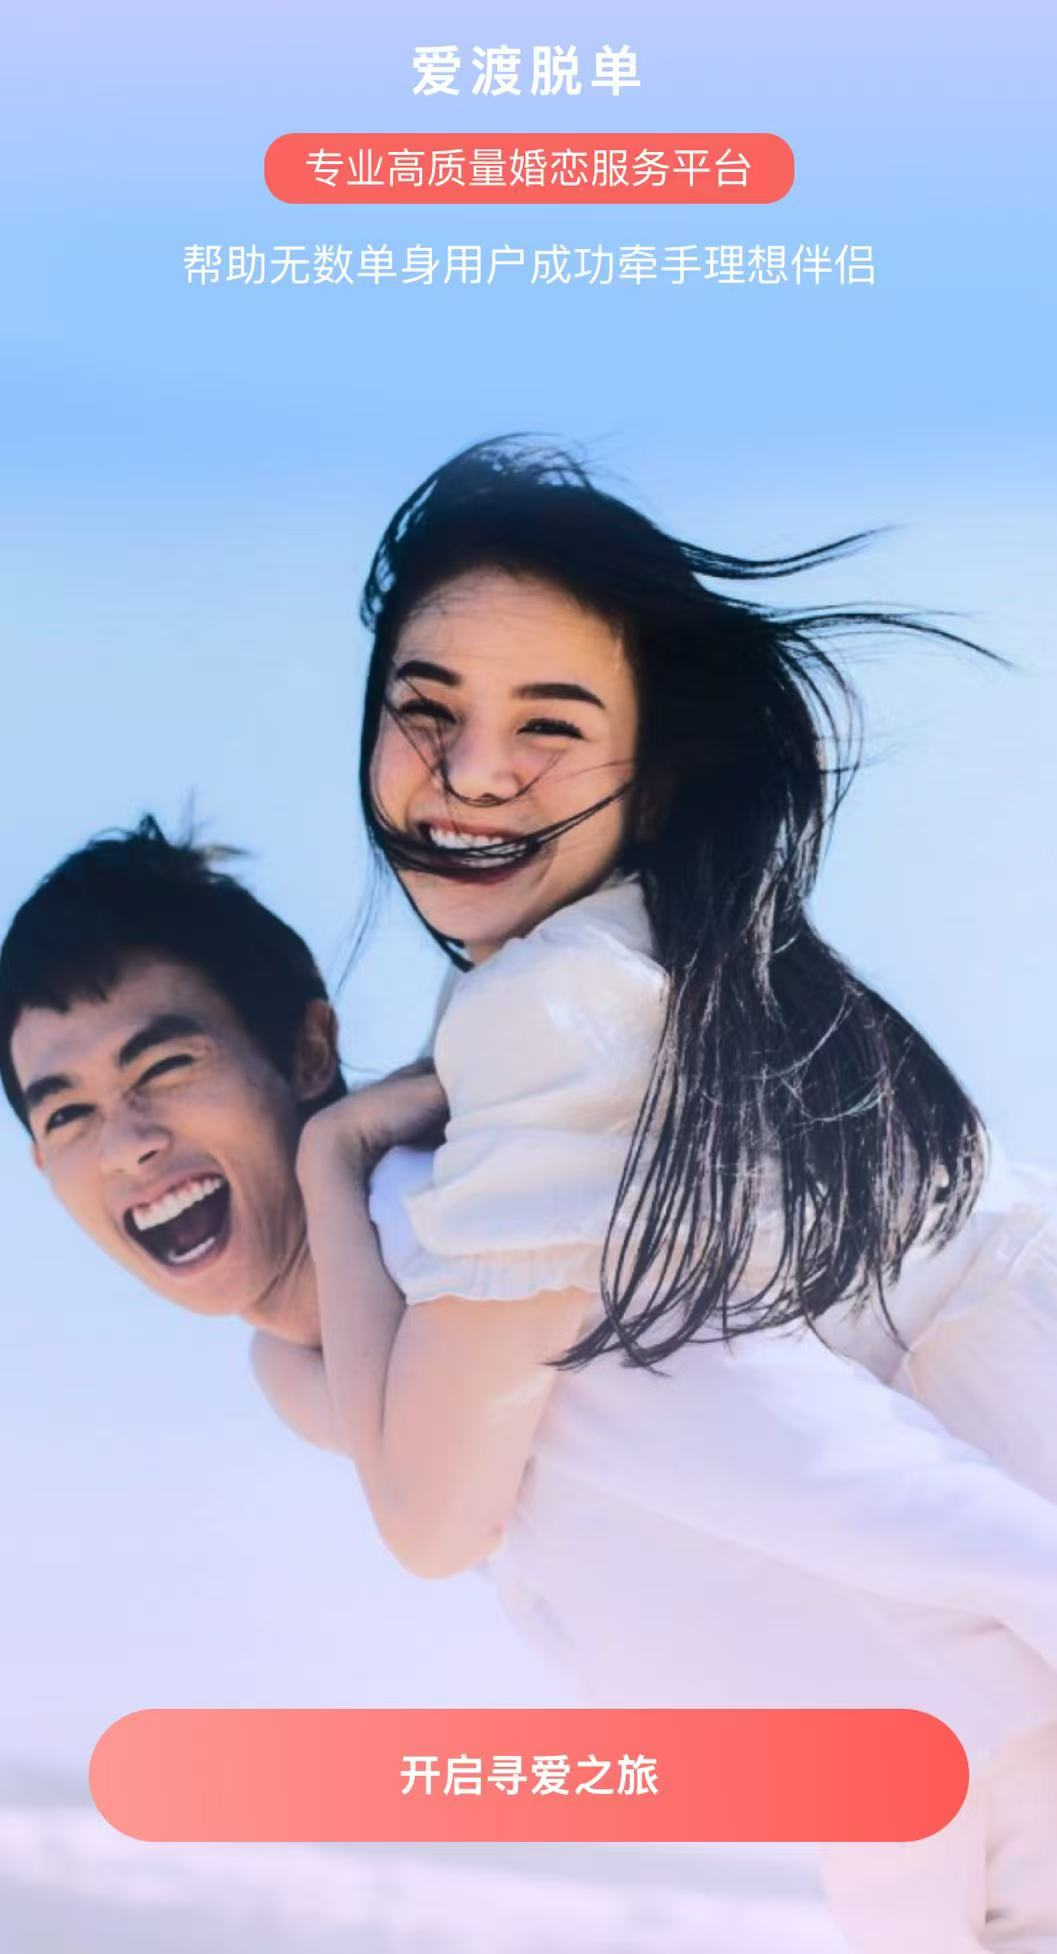 爱渡脱单
专业高质量婚恋服务平台
帮助无数单身用户成功牵手理想伴侣
开启寻爱之旅